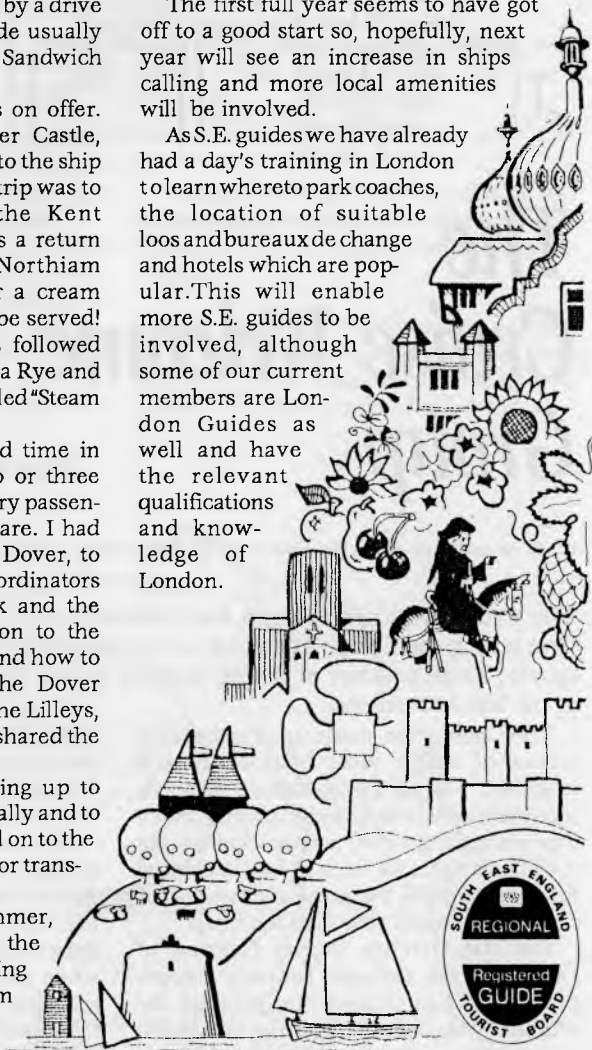 by a drive
de usually
Sandwich
s on offer.
er Castle,
to the ship
trip was to
the Kent
s a return
Northiam
r a cream
be served!
followed
a Rye and
led "Steam
d time in
o or three
ry passen-
are. I had
Dover, to
ordinators
k and the
on to the
nd how to
he Dover
ne Lilleys,
shared the
ing up to
ally and to
d on to the
or trans-
mmer,
the
ing
m
The first full year seems to have got
off to a good start so, hopefully, next
year will see an increase in ships
calling and more local amenities
will be involved.
As S.E. guides we have already
had a day's training in London
to learn where to park coaches,
the location of suitable
loos and bureaux de change
and hotels which are pop-
ular. This will enable
more S.E. guides to be
involved, although
some of our current
members are Lon-
don Guides as
well and have
the relevant
qualifications
and know-
ledge of
London.
SOUTH EAST ENGLAND
REGIONAL
Registered
GUIDE
TOURIST BOARD